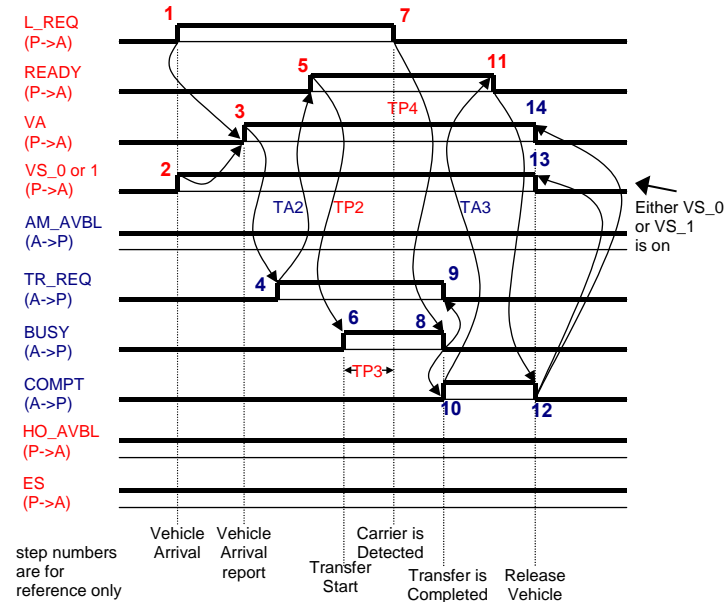 1
7
L_REQ
(P->A)
5
11
READY
(P->A)
TP4
14
3
VA
(P->A)
13
2
VS_0 or 1
(P->A)
Either VS_0
or VS_1
is on
TA2
TP2
TA3
AM_AVBL
(A->P)
9
TR_REQ
(A->P)
4
6
8
BUSY
(A->P)
TP3
COMPT
(A->P)
10
12
HO_AVBL
(P->A)
ES
(P->A)
Vehicle
Arrival
Vehicle
Arrival
report
Carrier is
Detected
step numbers
are for
reference only
Transfer
Start
Transfer is
Completed
Release
Vehicle